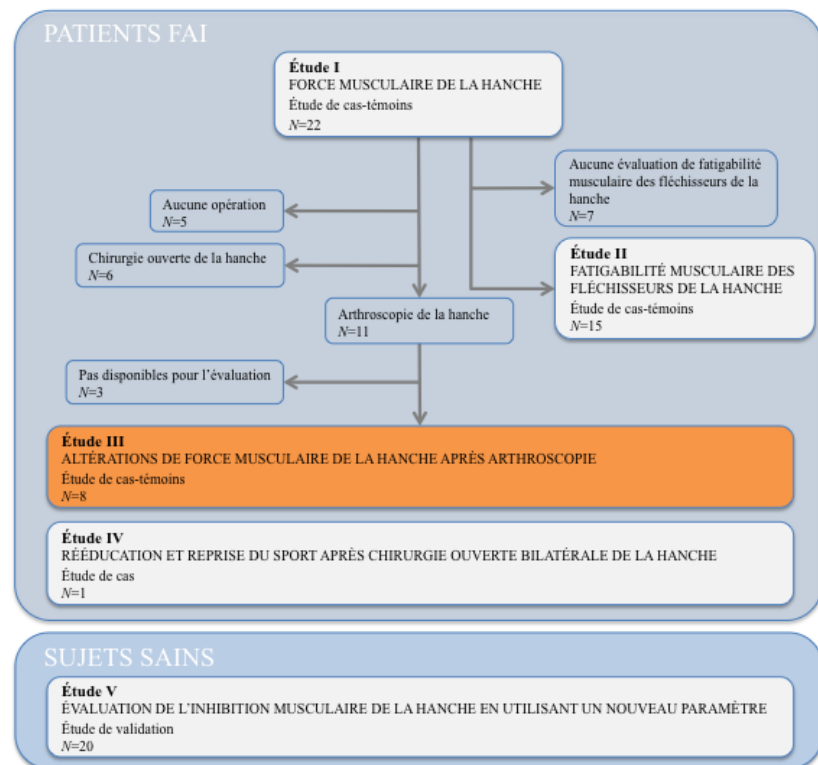 PATIENTS FAI
Étude I
FORCE MUSCULAIRE DE LA HANCHE
Étude de cas-témoins
N=22
Aucune évaluation de fatigabilité
musculaire des fléchisseurs de la
hanche
N=7
Aucune opération
N=5
Chirurgie ouverte de la hanche
N=6
Étude II
FATIGABILITÉ MUSCULAIRE DES
FLÉCHISSEURS DE LA HANCHE
Étude de cas-témoins
N=15
Arthroscopie de la hanche
N=11
Pas disponibles pour l'évaluation
N=3
Étude III
ALTÉRATIONS DE FORCE MUSCULAIRE DE LA HANCHE APRÈS ARTHROSCOPIE
Étude de cas-témoins
N=8
Étude IV
RÉÉDUCATION ET REPRISE DU SPORT APRÈS CHIRURGIE OUVERTE BILATÉRALE DE LA HANCHE
Étude de cas
N=1
SUJETS SAINS
Étude V
ÉVALUATION DE L'INHIBITION MUSCULAIRE DE LA HANCHE EN UTILISANT UN NOUVEAU PARAMÈTRE
Étude de validation
N=20